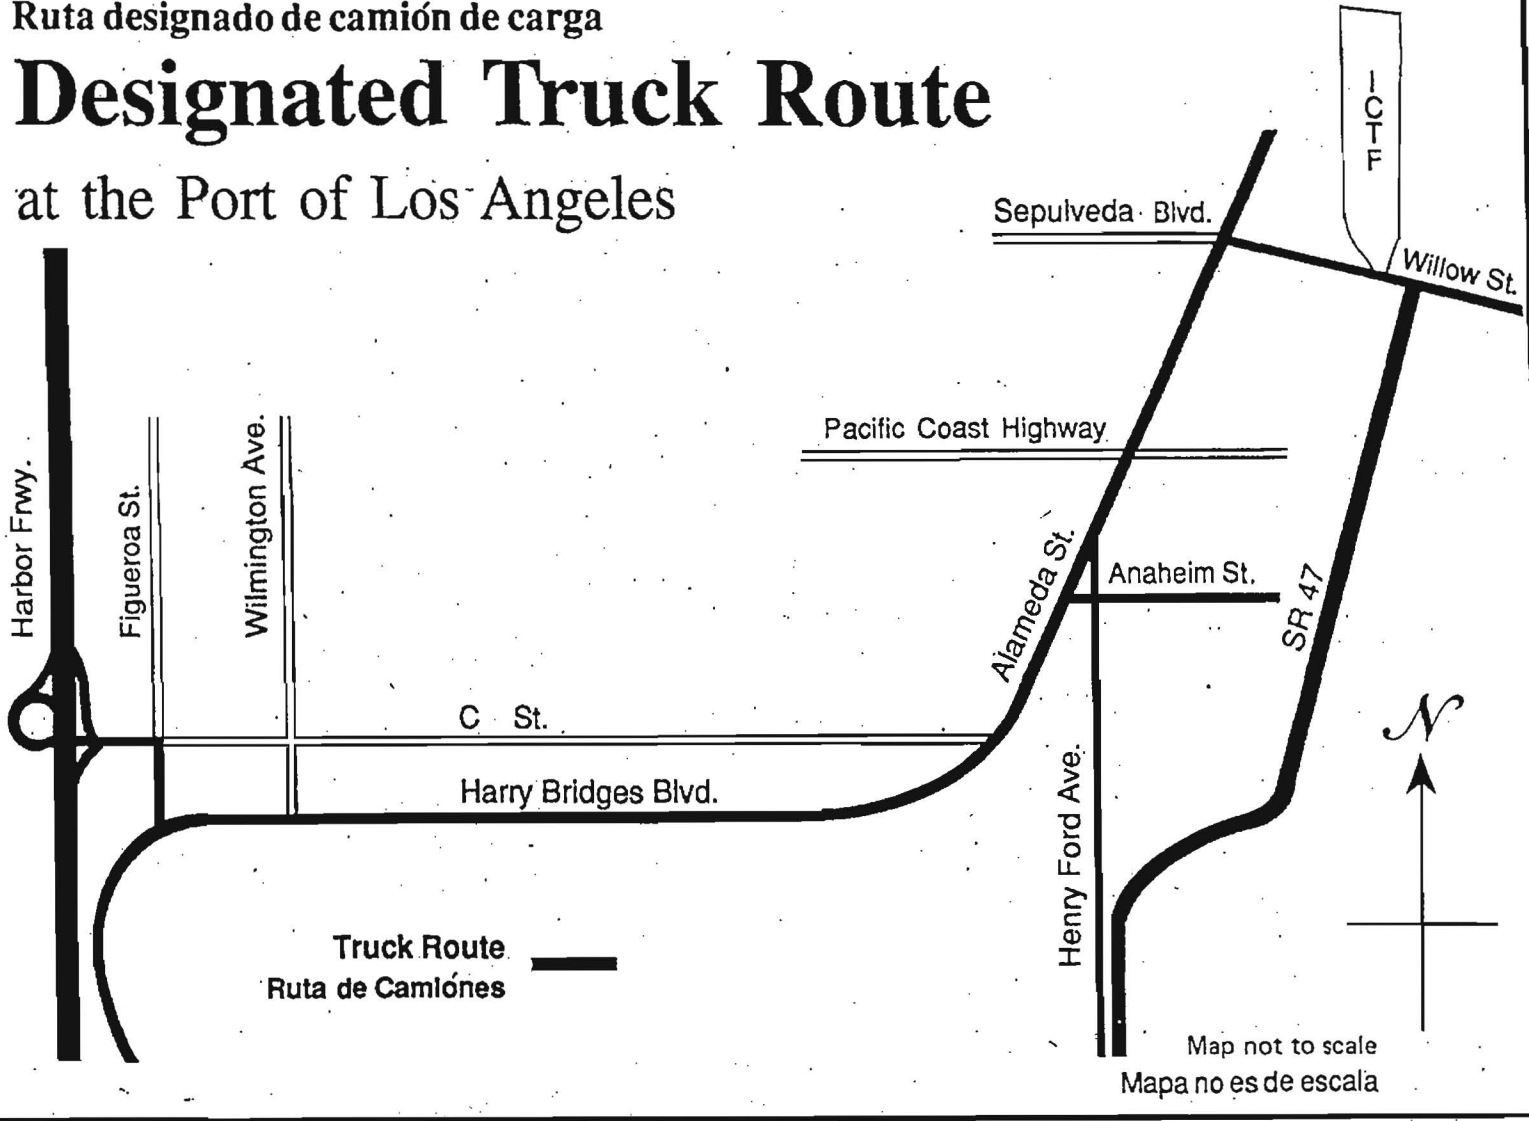 Ruta designado de camión de carga
Designated Truck Route
at the Port of Los Angeles
ICTF
Sepulveda Blvd.
Willow St.
Pacific Coast Highway
Harbor Frwy.
Figueroa St.
Wilmington Ave.
Alameda St.
Anaheim St.
SR 47
C St.
N
Harry Bridges Blvd.
Henry Ford Ave.
Truck Route
Ruta de Camiónes
Map not to scale
Mapa no es de escala